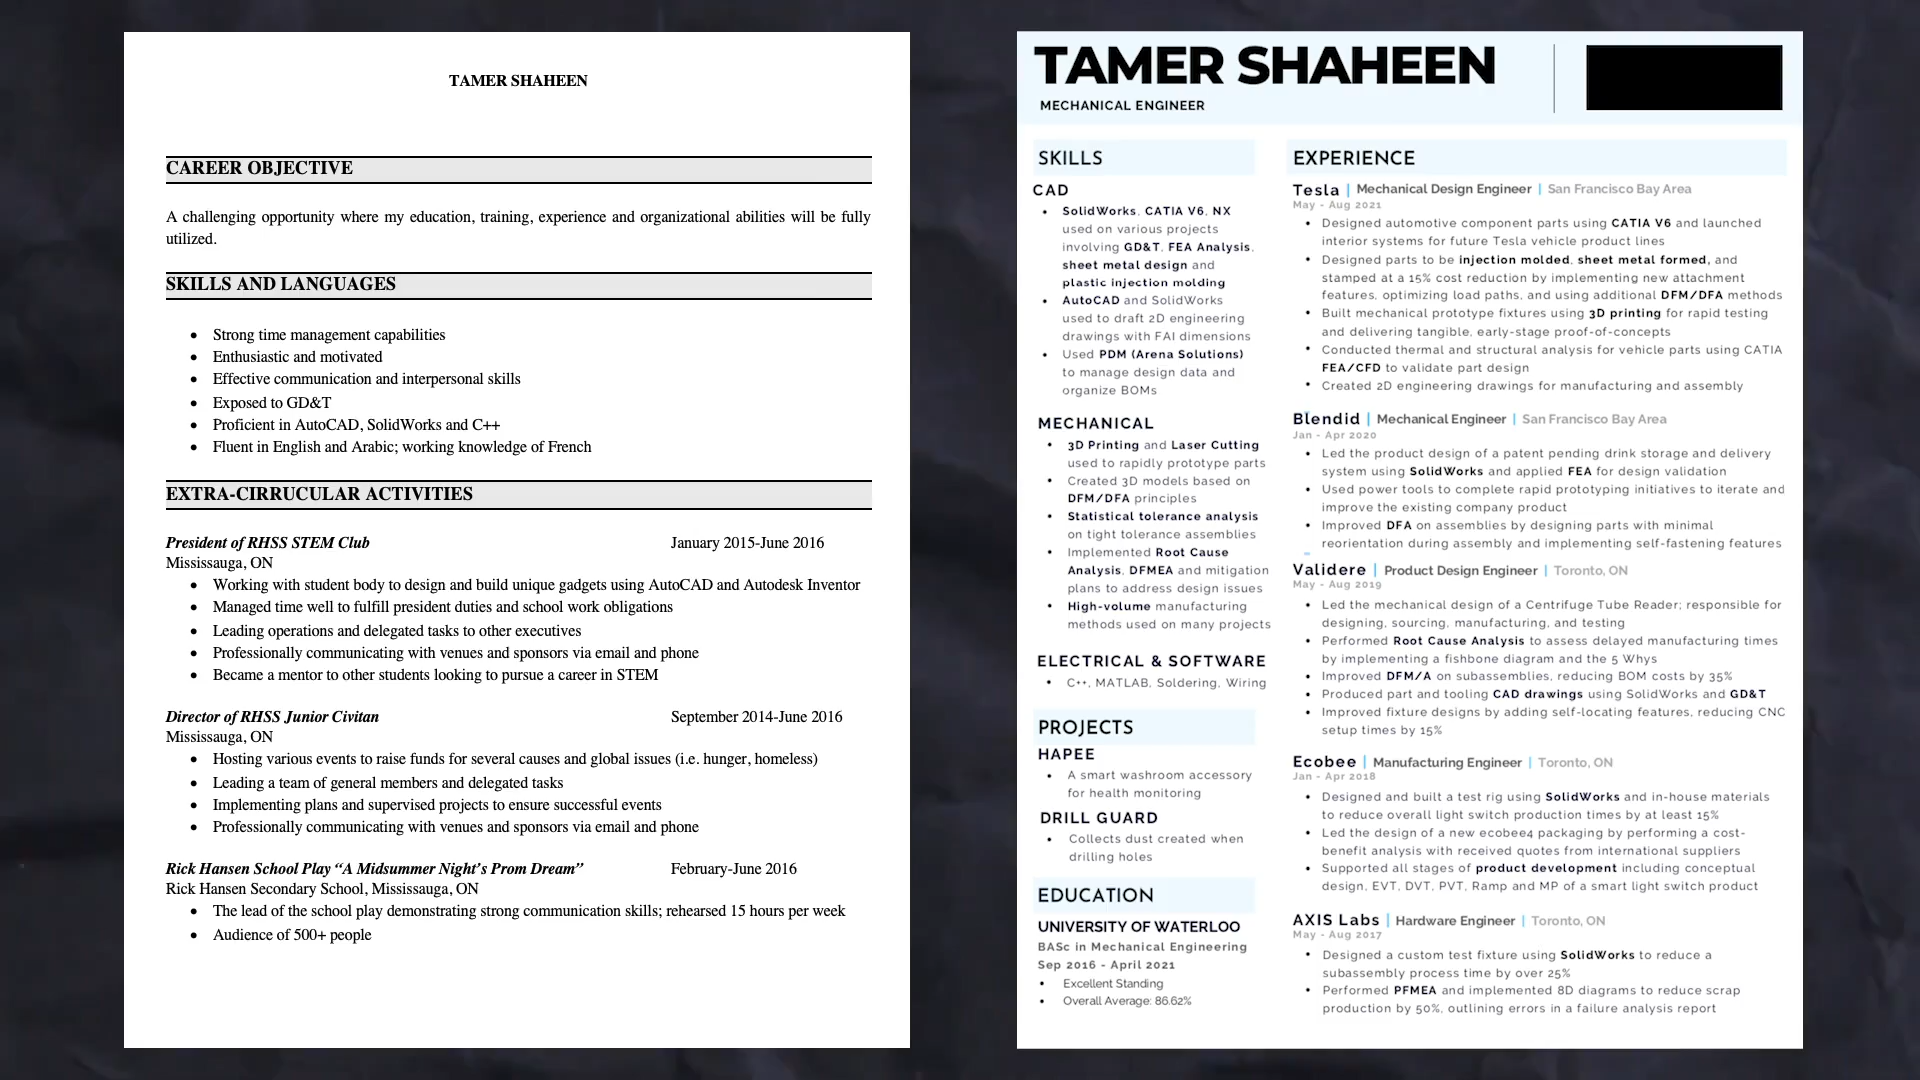 TAMER SHAHEEN
CAREER OBJECTIVE
A challenging opportunity where my education, training, experience and organizational abilities will be fully
utilized.
SKILLS AND LANGUAGES
• Strong time management capabilities
• Enthusiastic and motivated
• Effective communication and interpersonal skills
• Exposed to GD&T
• Proficient in AutoCAD, SolidWorks and C++
• Fluent in English and Arabic; working knowledge of French
EXTRA-CIRRUCULAR ACTIVITIES
President of RHSS STEM Club January 2015-June 2016
Mississauga, ON
• Working with student body to design and build unique gadgets using AutoCAD and Autodesk Inventor
• Managed time well to fulfill president duties and school work obligations
• Leading operations and delegated tasks to other executives
• Professionally communicating with venues and sponsors via email and phone
• Became a mentor to other students looking to pursue a career in STEM
Director of RHSS Junior Civitan September 2014-June 2016
Mississauga, ON
• Hosting various events to raise funds for several causes and global issues (i.e. hunger, homeless)
• Leading a team of general members and delegated tasks
• Implementing plans and supervised projects to ensure successful events
• Professionally communicating with venues and sponsors via email and phone
Rick Hansen School Play “A Midsummer Night’s Prom Dream” February-June 2016
Rick Hansen Secondary School, Mississauga, ON
• The lead of the school play demonstrating strong communication skills; rehearsed 15 hours per week
• Audience of 500+ people
TAMER SHAHEEN
MECHANICAL ENGINEER
SKILLS
CAD
• SolidWorks, CATIA V6, NX
used on various projects
involving GD&T, FEA Analysis,
sheet metal design and
plastic injection molding
• AutoCAD and SolidWorks
used to draft 2D engineering
drawings with FAI dimensions
• Used PDM (Arena Solutions)
to manage design data and
organize BOMs
MECHANICAL
• 3D Printing and Laser Cutting
used to rapidly prototype parts
• Created 3D models based on
DFM/DFA principles
• Statistical tolerance analysis
on tight tolerance assemblies
• Implemented Root Cause
Analysis, DFMEA and mitigation
plans to address design issues
• High-volume manufacturing
methods used on many projects
ELECTRICAL & SOFTWARE
• C++, MATLAB, Soldering, Wiring
PROJECTS
HAPEE
• A smart washroom accessory
for health monitoring
DRILL GUARD
• Collects dust created when
drilling holes
EDUCATION
UNIVERSITY OF WATERLOO
BASc in Mechanical Engineering
Sep 2016 - April 2021
• Excellent Standing
• Overall Average: 86.62%
EXPERIENCE
Tesla | Mechanical Design Engineer | San Francisco Bay Area
May - Aug 2021
• Designed automotive component parts using CATIA V6 and launched
interior systems for future Tesla vehicle product lines
• Designed parts to be injection molded, sheet metal formed, and
stamped at a 15% cost reduction by implementing new attachment
features, optimizing load paths, and using additional DFM/DFA methods
• Built mechanical prototype fixtures using 3D printing for rapid testing
and delivering tangible, early-stage proof-of-concepts
• Conducted thermal and structural analysis for vehicle parts using CATIA
FEA/CFD to validate part design
• Created 2D engineering drawings for manufacturing and assembly
Blendid | Mechanical Engineer | San Francisco Bay Area
Jan - Apr 2020
• Led the product design of a patent pending drink storage and delivery
system using SolidWorks and applied FEA for design validation
• Used power tools to complete rapid prototyping initiatives to iterate and
improve the existing company product
• Improved DFA on assemblies by designing parts with minimal
reorientation during assembly and implementing self-fastening features
Validere | Product Design Engineer | Toronto, ON
May - Aug 2019
• Led the mechanical design of a Centrifuge Tube Reader; responsible for
designing, sourcing, manufacturing, and testing
• Performed Root Cause Analysis to assess delayed manufacturing times
by implementing a fishbone diagram and the 5 Whys
• Improved DFM/A on subassemblies, reducing BOM costs by 35%
• Produced part and tooling CAD drawings using SolidWorks and GD&T
• Improved fixture designs by adding self-locating features, reducing CNC
setup times by 15%
Ecobee | Manufacturing Engineer | Toronto, ON
Jan - Apr 2018
• Designed and built a test rig using SolidWorks and in-house materials
to reduce overall light switch production times by at least 15%
• Led the design of a new ecobee4 packaging by performing a cost-
benefit analysis with received quotes from international suppliers
• Supported all stages of product development including conceptual
design, EVT, DVT, PVT, Ramp and MP of a smart light switch product
AXIS Labs | Hardware Engineer | Toronto, ON
May - Aug 2017
• Designed a custom test fixture using SolidWorks to reduce a
subassembly process time by over 25%
• Performed PFMEA and implemented 8D diagrams to reduce scrap
production by 50%, outlining errors in a failure analysis report